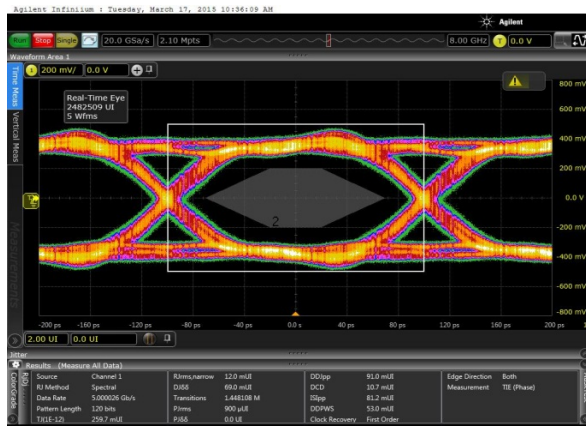 Agilent Infiniium : Tuesday, March 17, 2015 10:36:09 AM
Agilent
Run Stop Single 20.0 GSa/s 2.10 Mpts 8.00 GHz T 0.0 V
Waveform Area 1
1 200 mV/ 0.0 V
Time Meas
Vertical Meas
Measurements
Real-Time Eye
2482509 UI
5 Wfms
800 mV
600 mV
400 mV
200 mV
0.0 V
-200 mV
-400 mV
-600 mV
-800 mV
2
-200 ps -160 ps -120 ps -80 ps -40 ps 0.0 s 40 ps 80 ps 120 ps 160 ps 200 ps
2.00 UI 0.0 UI
Jitter
Results (Measure All Data)
ColorGrade
RJDJ
Source Channel 1 RJrms,narrow 12.0 mUI DDJpp 91.0 mUI Edge Direction Both
RJ Method Spectral DJδδ 69.0 mUI DCD 10.7 mUI Measurement TIE (Phase)
Data Rate 5.000026 Gb/s Transitions 1.448108 M ISIpp 81.2 mUI
Pattern Length 120 bits PJrms 900 µUI DDPWS 53.0 mUI
TJ(1E-12) 259.7 mUI PJδδ 0.0 UI Clock Recovery First Order